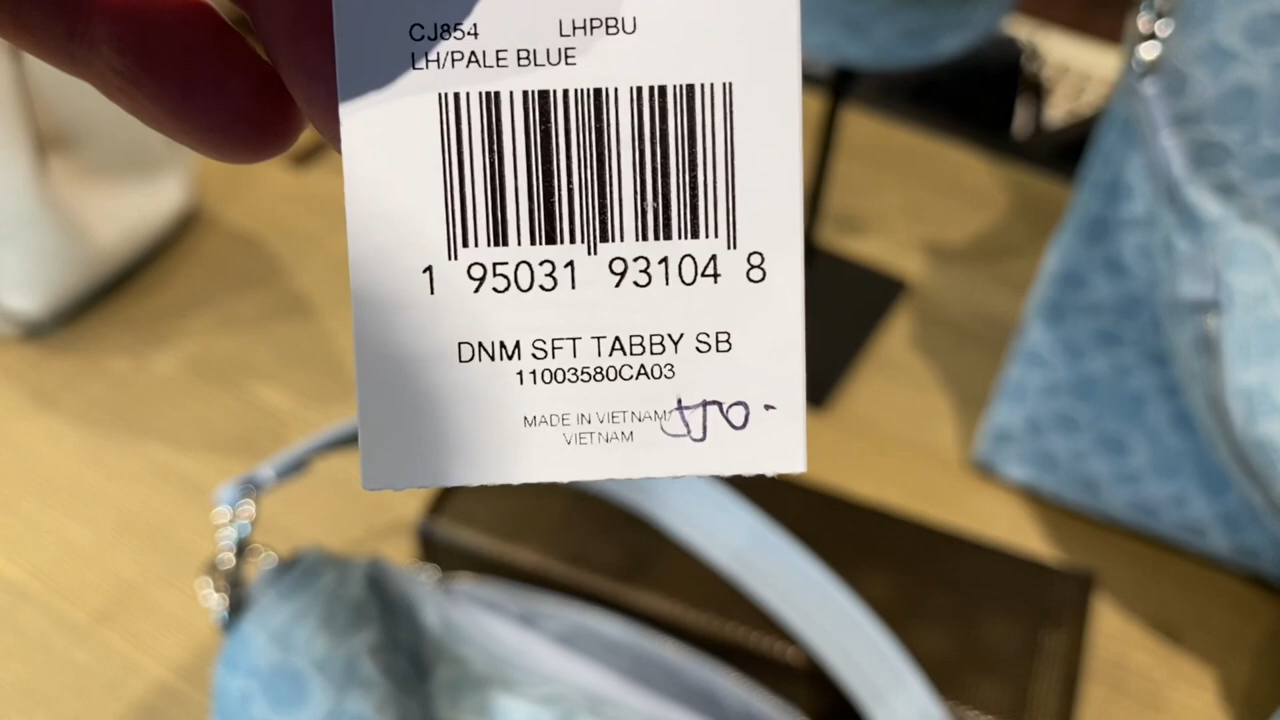 CJ854 LHPBU
LH/PALE BLUE
1 95031 93104 8
DNM SFT TABBY SB
11003580CA03
MADE IN VIETNAM/
VIETNAM